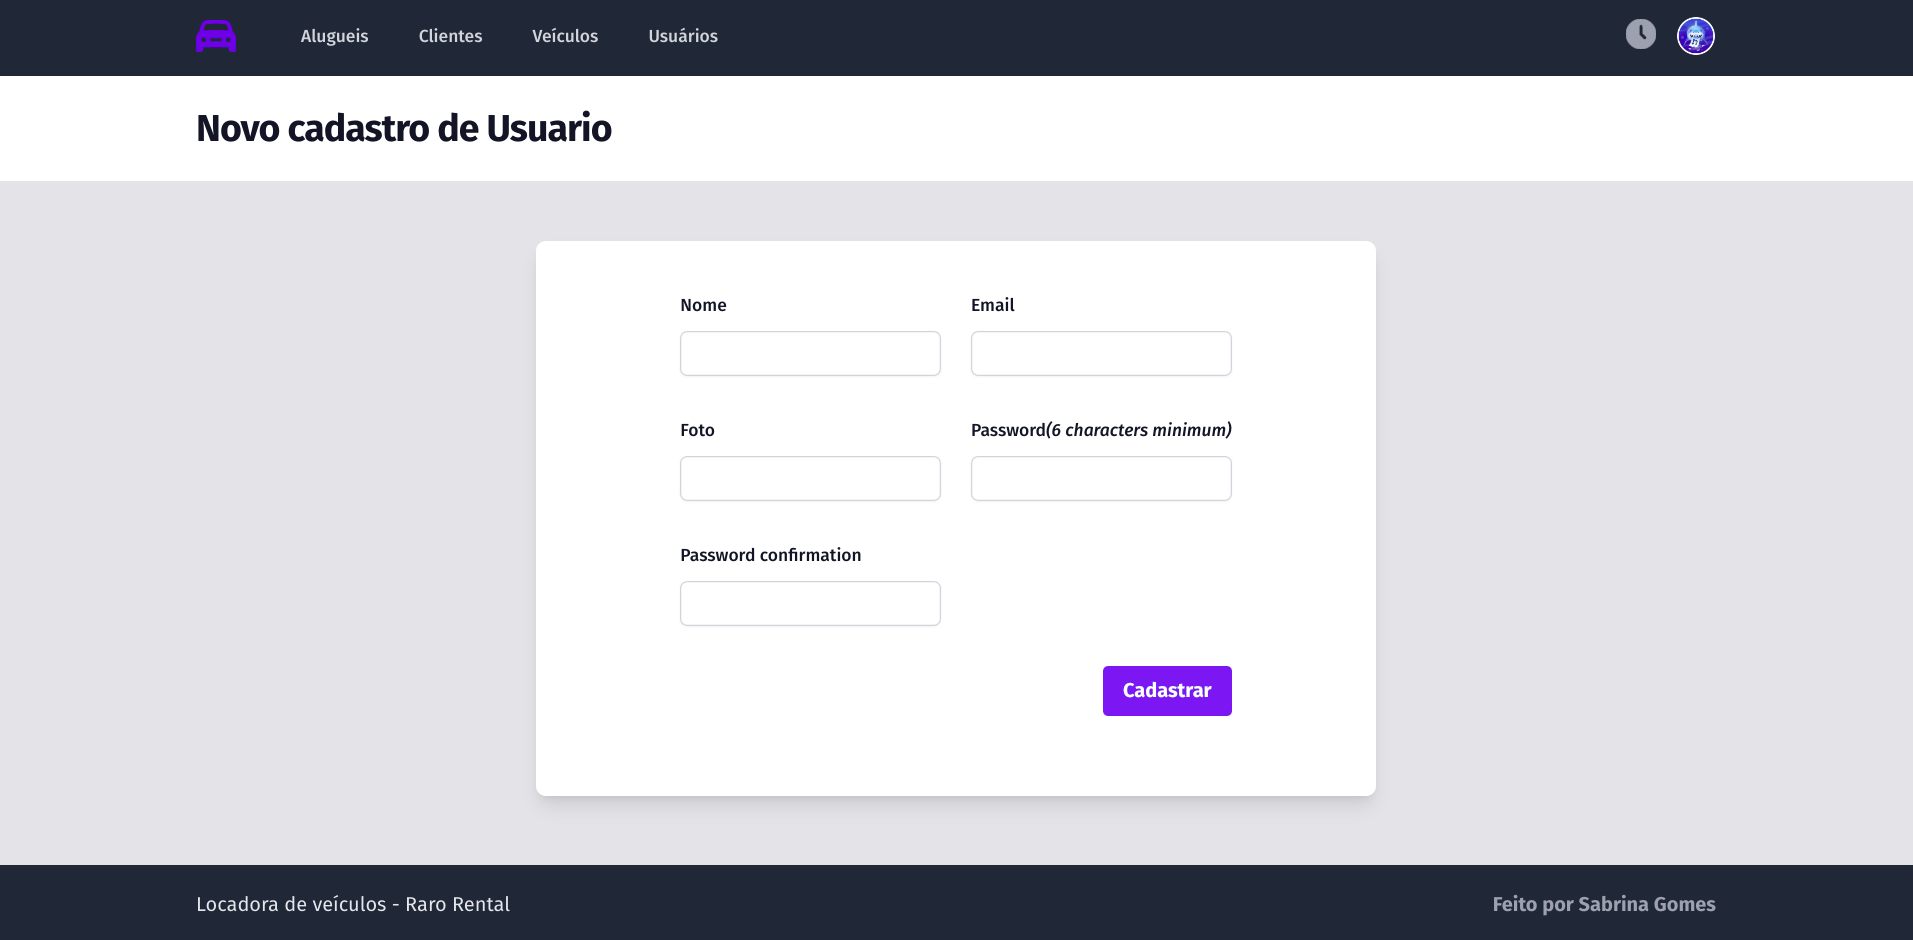 Alugueis Clientes Veículos Usuários
Novo cadastro de Usuario
Nome Email
Foto Password(6 characters minimum)
Password confirmation
Cadastrar
Locadora de veículos - Raro Rental Feito por Sabrina Gomes